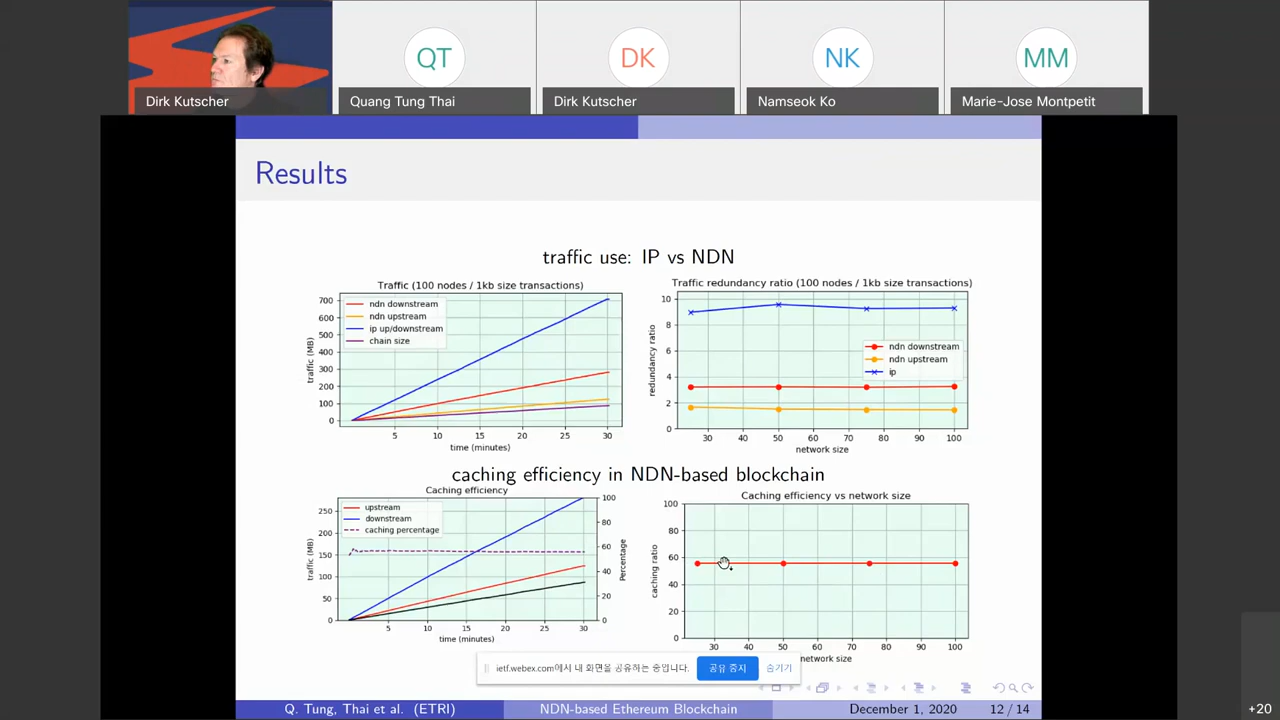 QT
DK
NK
MM
Dirk Kutscher
Quang Tung Thai
Dirk Kutscher
Namseok Ko
Marie-Jose Montpetit
Results
traffic use: IP vs NDN
Traffic (100 nodes / 1kb size transactions)
700
600
500
400
300
200
100
0
traffic (MB)
ndn downstream
ndn upstream
ip up/downstream
chain size
5 10 15 20 25 30
time (minutes)
Traffic redundancy ratio (100 nodes / 1kb size transactions)
10
8
6
4
2
0
redundancy ratio
ndn downstream
ndn upstream
ip
30 40 50 60 70 80 90 100
network size
caching efficiency in NDN-based blockchain
Caching efficiency
250
200
150
100
50
0
traffic (MB)
upstream
downstream
caching percentage
100
80
60
40
20
0
Percentage
5 10 15 20 25 30
time (minutes)
Caching efficiency vs network size
100
80
60
40
20
0
caching ratio
30 40 50 60 70 80 90 100
network size
ietf.webex.com에서 내 화면을 공유하는 중입니다.
공유 중지
숨기기
Q. Tung, Thai et al. (ETRI)
NDN-based Ethereum Blockchain
December 1, 2020
12 / 14
+20